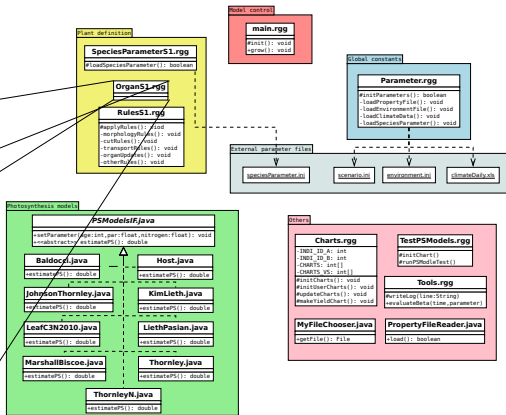 Model control
main.rgg
#init(): void
+grow(): void
Plant definition
SpeciesParameterS1.rgg
#loadSpeciesParameter(): boolean
OrganS1.rgg
RulesS1.rgg
#applyRules(): void
-morphologyRules(): void
-cutRules(): void
-transportRules(): void
-organUpdate(): void
-otherRules(): void
Global constants
Parameter.rgg
#initParameters(): boolean
-loadPropertyFile(): void
-loadEnvironmentFile(): void
-loadClimateData(): void
-loadSpeciesParameter(): void
External parameter files
speciesParameter.ini
scenario.ini
environment.ini
climateDaily.xls
Photosynthesis models
PSModelsIF.java
+setParameter(age:int,par:float,nitrogen:float): void
+<<abstract>> estimatePS(): double
Baldocci.java
+estimatePS(): double
Host.java
+estimatePS(): double
JohnsonThornley.java
+estimatePS(): double
KimLieth.java
+estimatePS(): double
LeafC3N2010.java
+estimatePS(): double
LiethPasian.java
+estimatePS(): double
MarshallBiscoe.java
+estimatePS(): double
Thornley.java
+estimatePS(): double
ThornleyN.java
+estimatePS(): double
Others
Charts.rgg
-INDI_ID_A: int
-INDI_ID_B: int
-CHARTS: int[]
-CHARTS_VS: int[]
#initCharts(): void
#initUserCharts(): void
#updateCharts(): void
#makeYieldChart(): void
TestPSModels.rgg
#initChart()
#runPSModleTest()
Tools.rgg
#writeLog(line:String)
+evaluateBeta(time,parameter)
MyFileChooser.java
+getFile(): File
PropertyFileReader.java
+load(): boolean